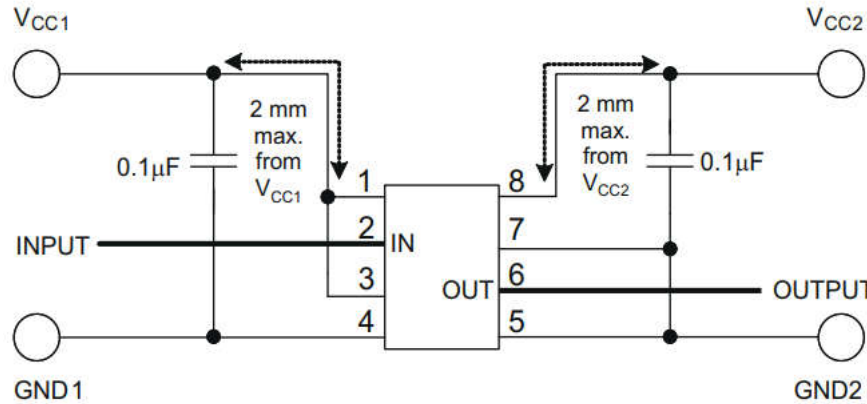 VCC1
VCC2
2 mm
max.
from
VCC1
2 mm
max.
from
VCC2
0.1μF
0.1μF
1
8
2
7
INPUT
IN
3
6
OUT
OUTPUT
4
5
GND1
GND2